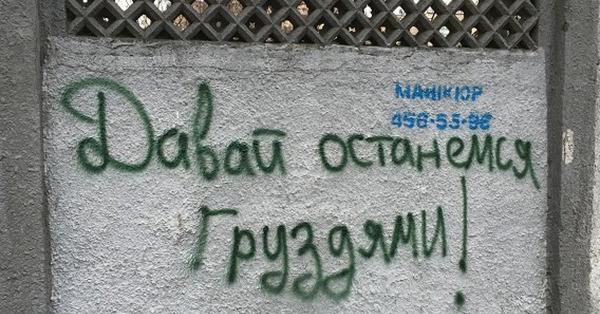 МАНІКЮР
456-55-96
Давай останемся
груздями!